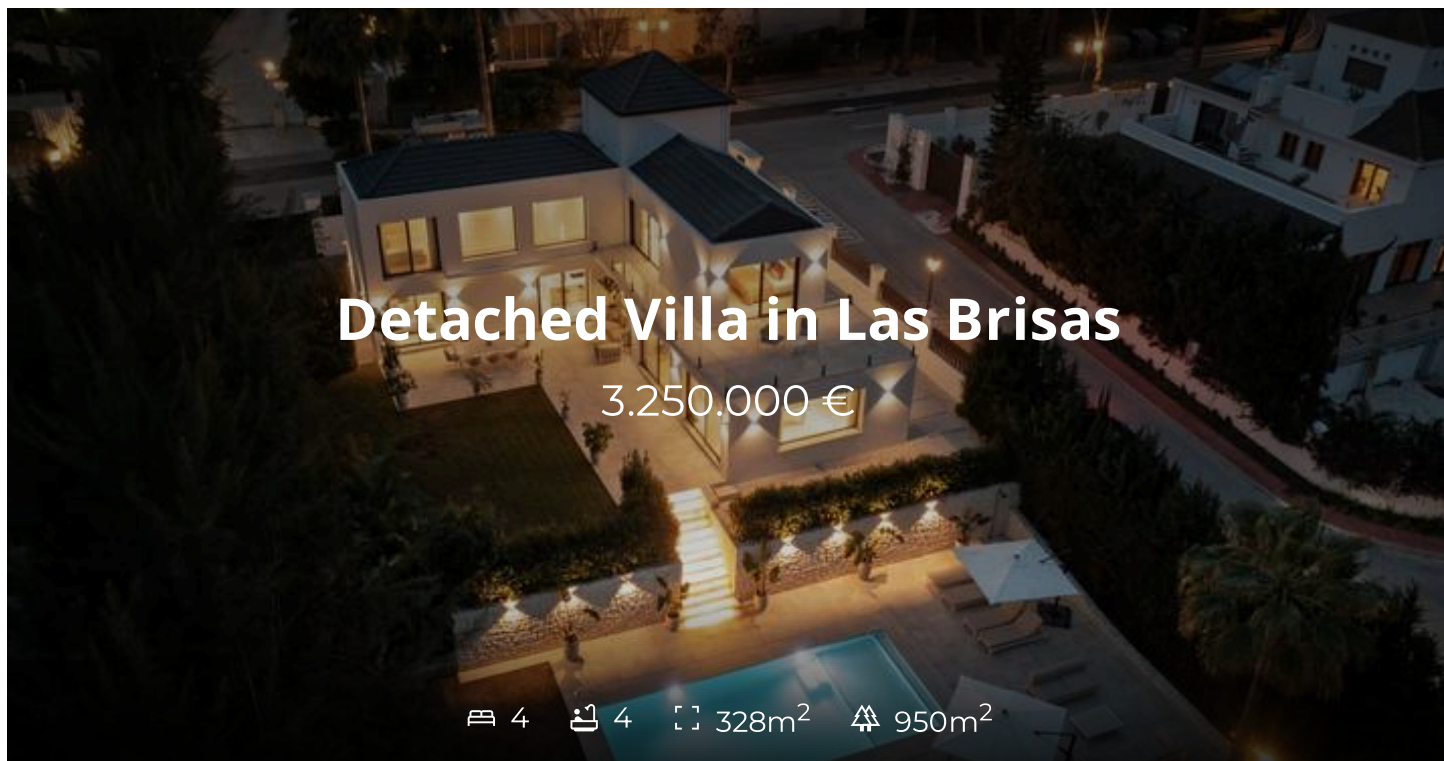 Detached Villa in Las Brisas
3.250.000 €
4 4 328m² 950m²